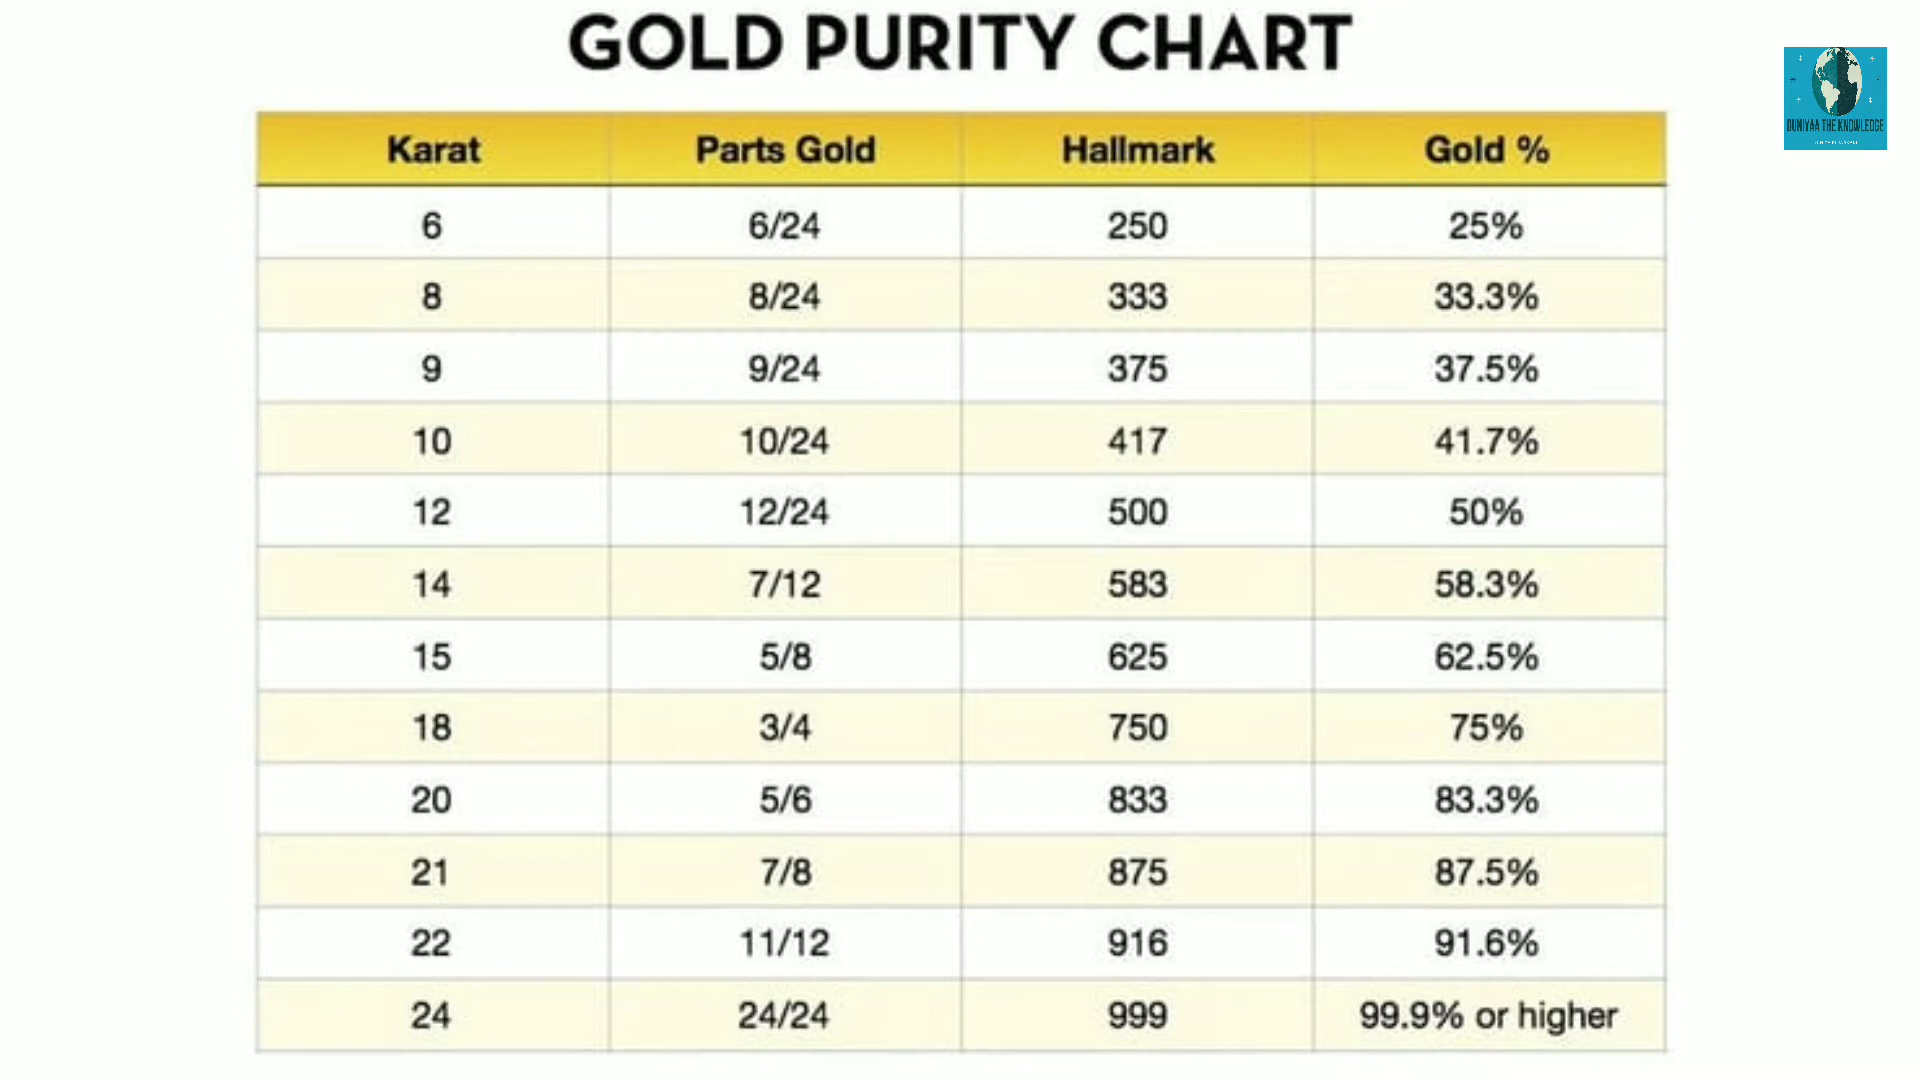 GOLD PURITY CHART
DUNIYAA THE KNOWLEDGE
Karat Parts Gold Hallmark Gold %
6 6/24 250 25%
8 8/24 333 33.3%
9 9/24 375 37.5%
10 10/24 417 41.7%
12 12/24 500 50%
14 7/12 583 58.3%
15 5/8 625 62.5%
18 3/4 750 75%
20 5/6 833 83.3%
21 7/8 875 87.5%
22 11/12 916 91.6%
24 24/24 999 99.9% or higher